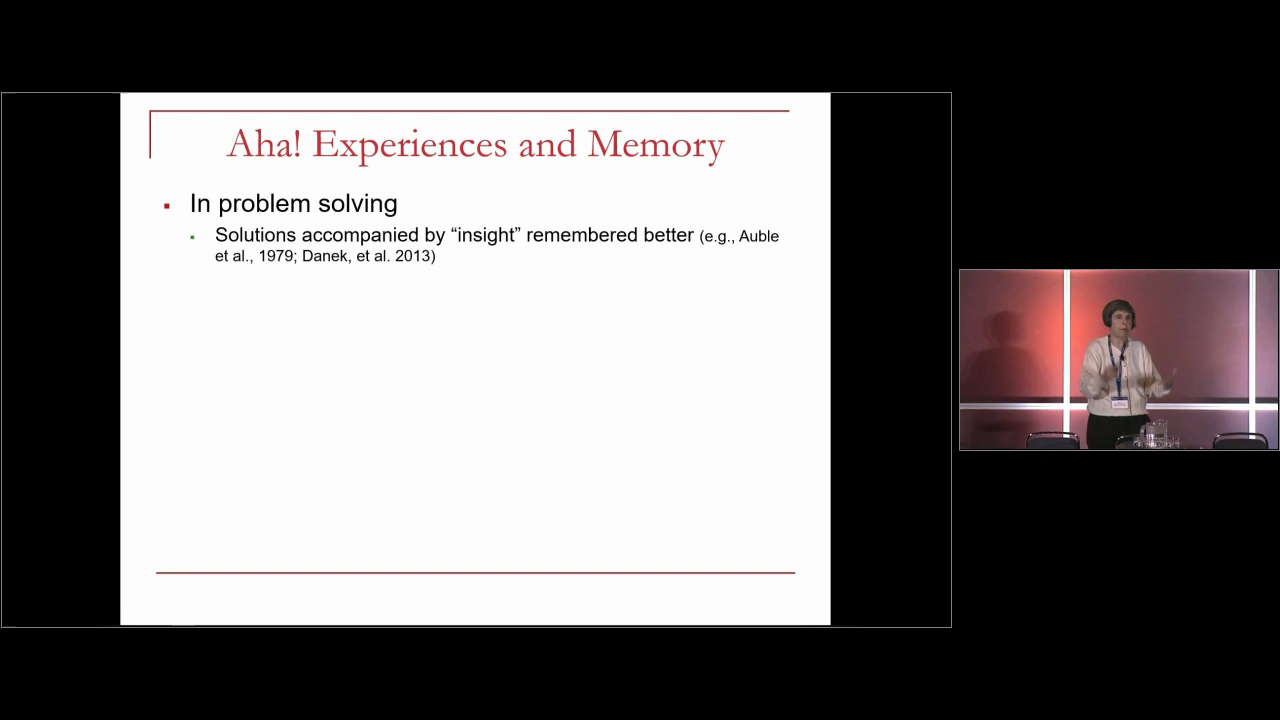 Aha! Experiences and Memory
In problem solving
Solutions accompanied by “insight” remembered better (e.g., Auble
et al., 1979; Danek, et al. 2013)